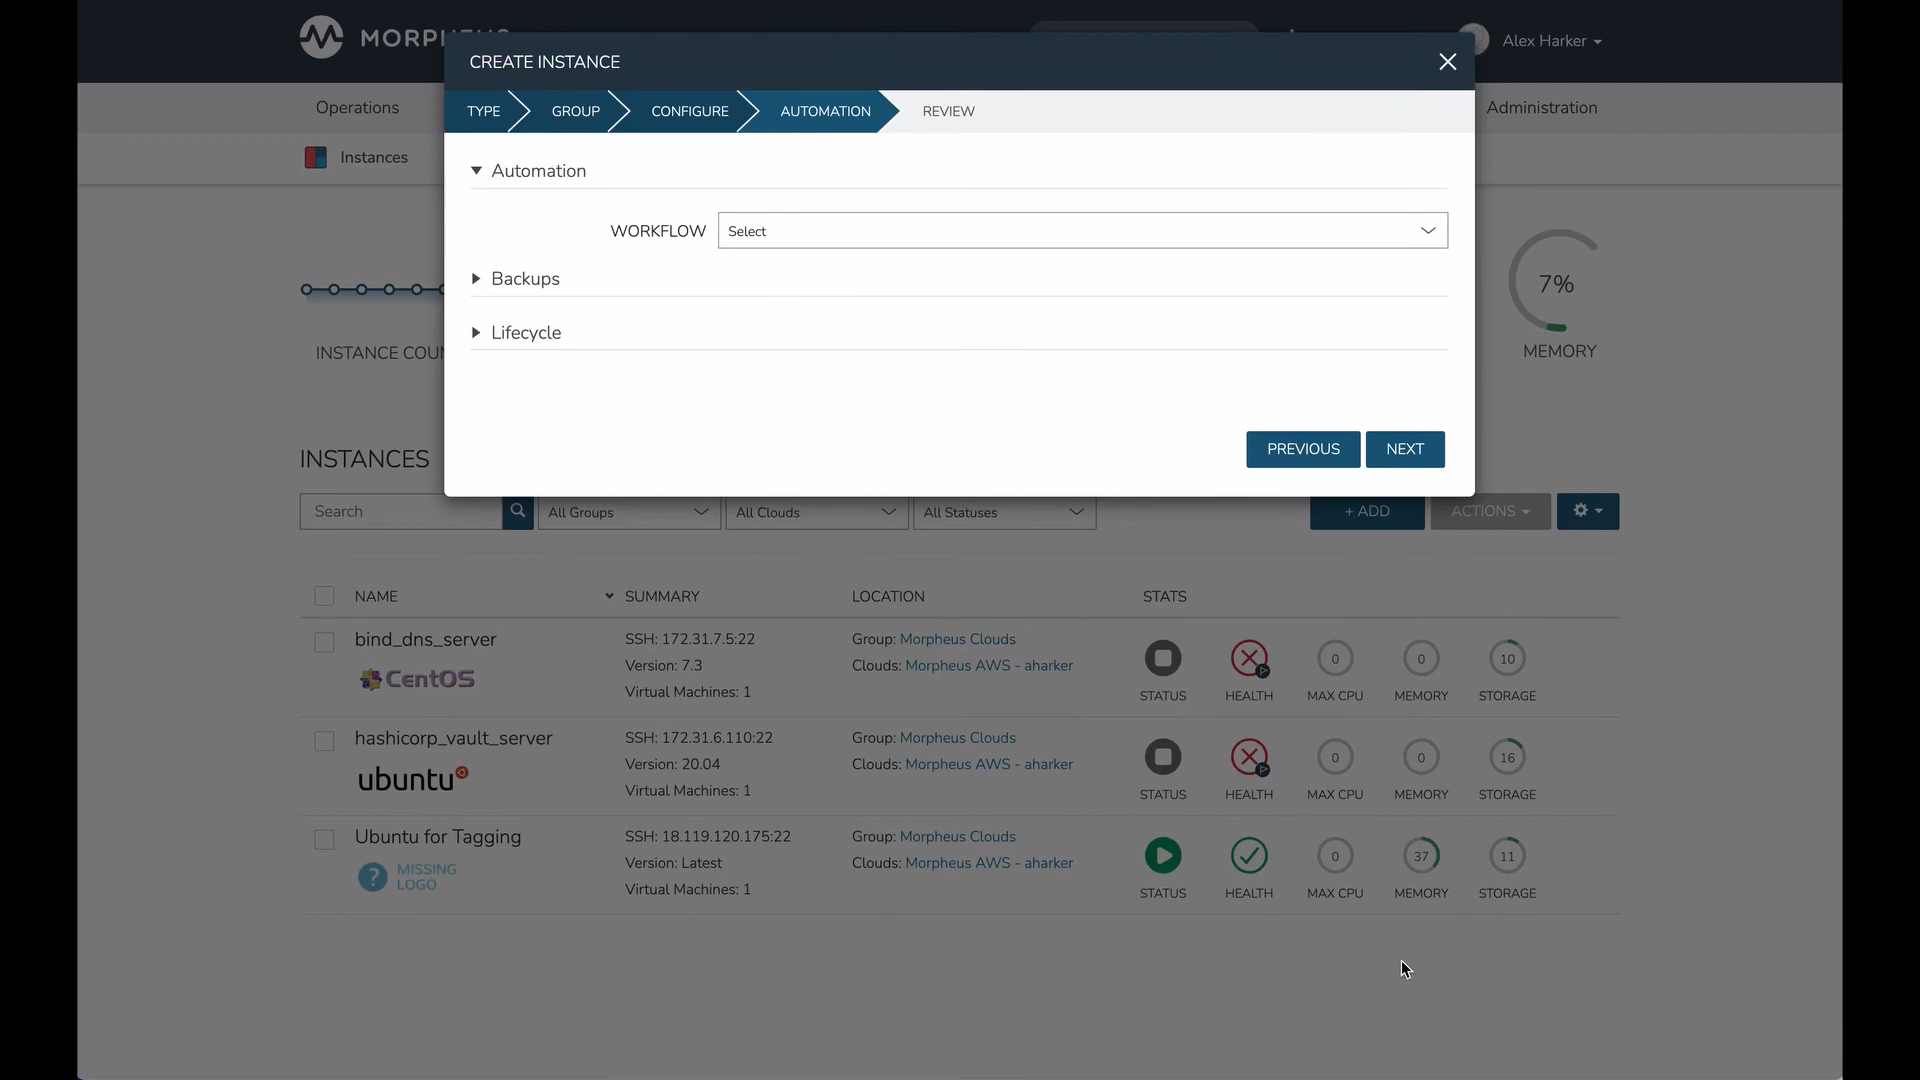 MORPHEUS
Alex Harker
CREATE INSTANCE
TYPE
GROUP
CONFIGURE
AUTOMATION
REVIEW
Operations
Administration
Instances
Automation
WORKFLOW
Select
Backups
Lifecycle
7%
MEMORY
INSTANCE COUN
PREVIOUS
NEXT
INSTANCES
Search
All Groups
All Clouds
All Statuses
+ ADD
ACTIONS
NAME
SUMMARY
LOCATION
STATS
bind_dns_server
CentOS
SSH: 172.31.7.5:22
Version: 7.3
Virtual Machines: 1
Group: Morpheus Clouds
Clouds: Morpheus AWS - aharker
0
0
10
STATUS
HEALTH
MAX CPU
MEMORY
STORAGE
hashicorp_vault_server
ubuntu
SSH: 172.31.6.110:22
Version: 20.04
Virtual Machines: 1
Group: Morpheus Clouds
Clouds: Morpheus AWS - aharker
0
0
16
STATUS
HEALTH
MAX CPU
MEMORY
STORAGE
Ubuntu for Tagging
? MISSING
LOGO
SSH: 18.119.120.175:22
Version: Latest
Virtual Machines: 1
Group: Morpheus Clouds
Clouds: Morpheus AWS - aharker
0
37
11
STATUS
HEALTH
MAX CPU
MEMORY
STORAGE